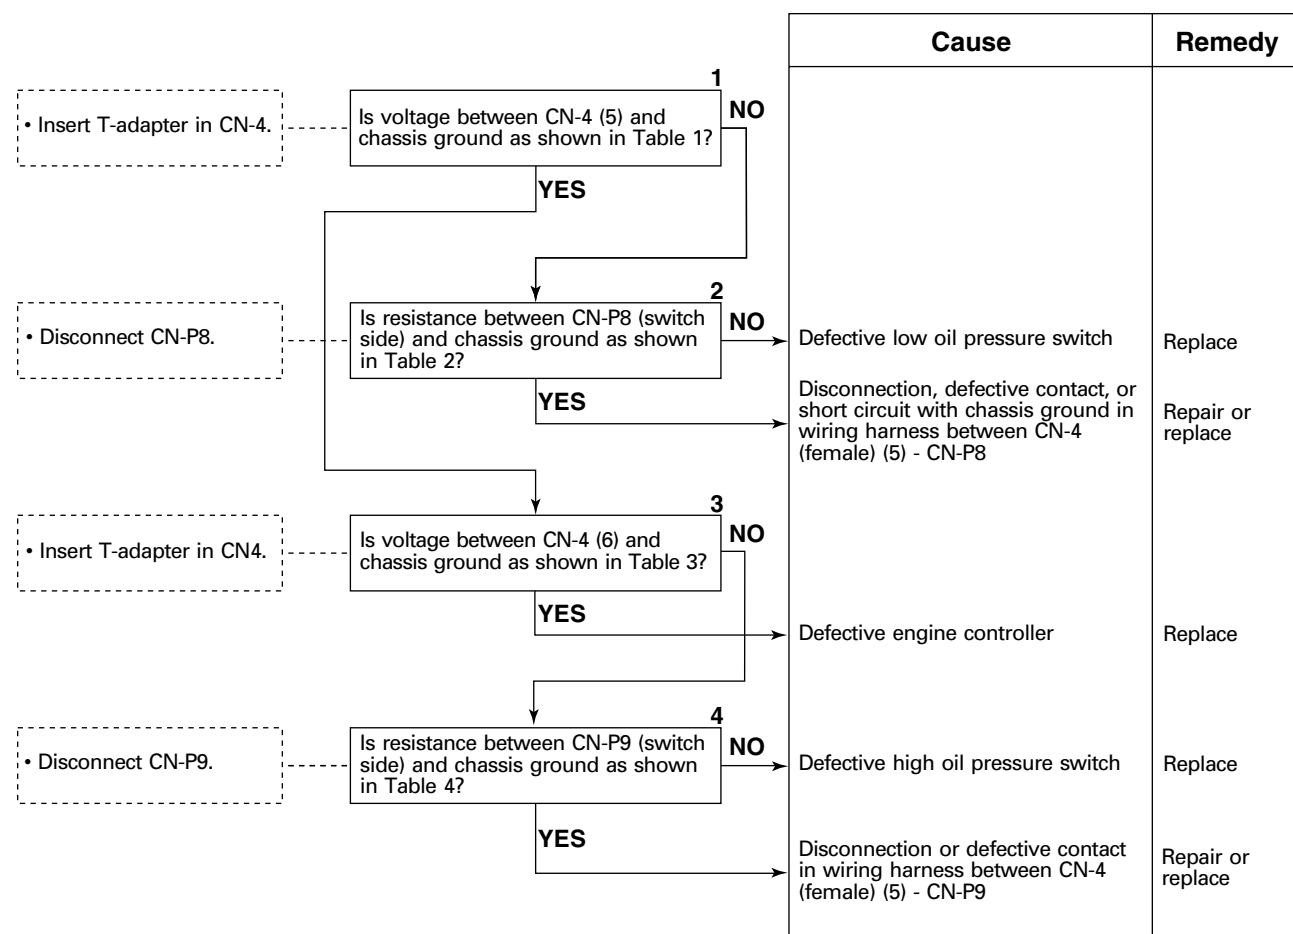 Cause
Remedy
1
• Insert T-adapter in CN-4.
Is voltage between CN-4 (5) and
chassis ground as shown in Table 1?
NO
YES
2
• Disconnect CN-P8.
Is resistance between CN-P8 (switch
side) and chassis ground as shown
in Table 2?
NO
Defective low oil pressure switch
Replace
YES
Disconnection, defective contact, or
short circuit with chassis ground in
wiring harness between CN-4
(female) (5) - CN-P8
Repair or
replace
3
• Insert T-adapter in CN4.
Is voltage between CN-4 (6) and
chassis ground as shown in Table 3?
NO
YES
Defective engine controller
Replace
4
• Disconnect CN-P9.
Is resistance between CN-P9 (switch
side) and chassis ground as shown
in Table 4?
NO
Defective high oil pressure switch
Replace
YES
Disconnection or defective contact
in wiring harness between CN-4
(female) (5) - CN-P9
Repair or
replace